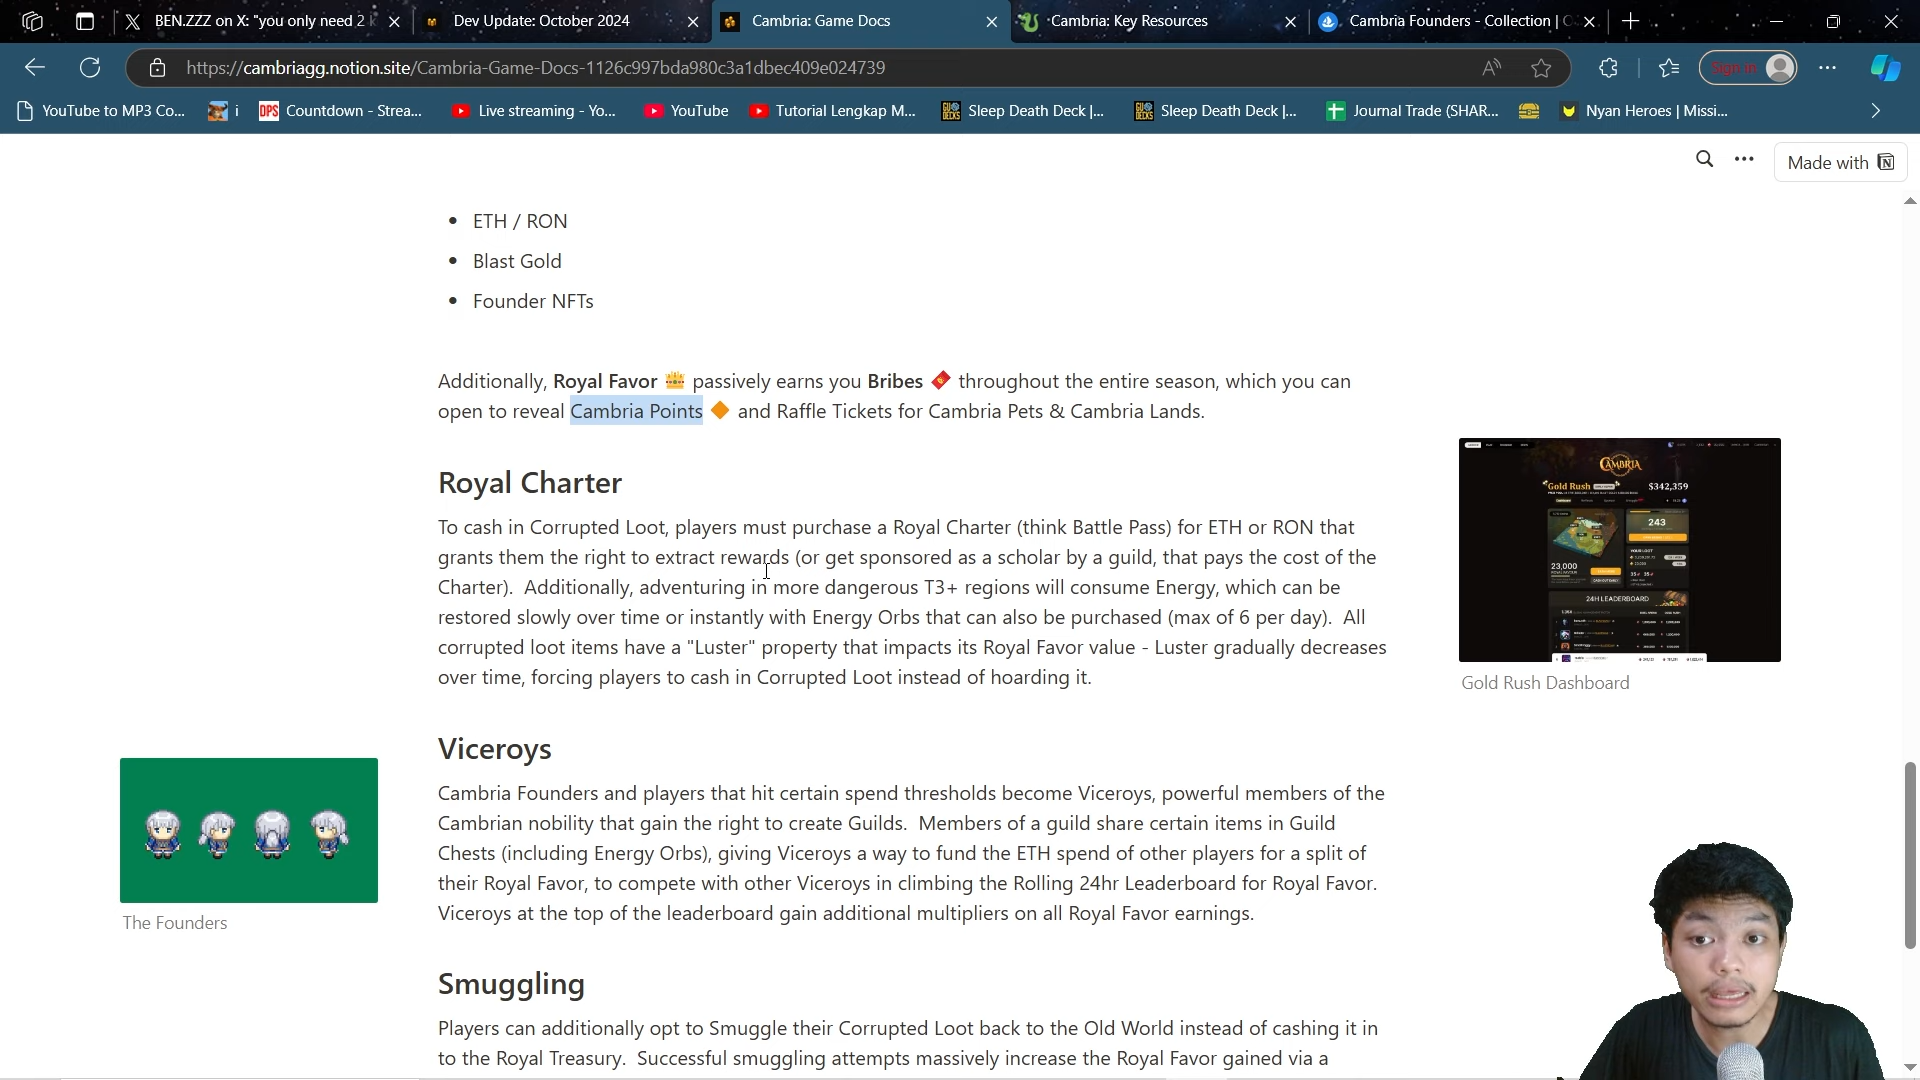 BEN.ZZZ on X: "you only need 2 k
Dev Update: October 2024
Cambria: Game Docs
Cambria: Key Resources
Cambria Founders - Collection | C
https://cambriagg.notion.site/Cambria-Game-Docs-1126c997bda980c3a1dbec409e024739
Sign in
YouTube to MP3 Co...
i
DPS Countdown - Strea...
Live streaming - Yo...
YouTube
Tutorial Lengkap M...
Sleep Death Deck |...
Sleep Death Deck |...
Journal Trade (SHAR...
Nyan Heroes | Missi...
Made with
• ETH / RON
• Blast Gold
• Founder NFTs
Additionally, Royal Favor 👑 passively earns you Bribes 🧧 throughout the entire season, which you can
open to reveal Cambria Points 🔶 and Raffle Tickets for Cambria Pets & Cambria Lands.
Royal Charter
To cash in Corrupted Loot, players must purchase a Royal Charter (think Battle Pass) for ETH or RON that
grants them the right to extract rewards (or get sponsored as a scholar by a guild, that pays the cost of the
Charter). Additionally, adventuring in more dangerous T3+ regions will consume Energy, which can be
restored slowly over time or instantly with Energy Orbs that can also be purchased (max of 6 per day). All
corrupted loot items have a "Luster" property that impacts its Royal Favor value - Luster gradually decreases
over time, forcing players to cash in Corrupted Loot instead of hoarding it.
CAMBRIA
Gold Rush
$342,359
243
23,000
24H LEADERBOARD
Gold Rush Dashboard
Viceroys
Cambria Founders and players that hit certain spend thresholds become Viceroys, powerful members of the
Cambrian nobility that gain the right to create Guilds. Members of a guild share certain items in Guild
Chests (including Energy Orbs), giving Viceroys a way to fund the ETH spend of other players for a split of
their Royal Favor, to compete with other Viceroys in climbing the Rolling 24hr Leaderboard for Royal Favor.
Viceroys at the top of the leaderboard gain additional multipliers on all Royal Favor earnings.
The Founders
Smuggling
Players can additionally opt to Smuggle their Corrupted Loot back to the Old World instead of cashing it in
to the Royal Treasury. Successful smuggling attempts massively increase the Royal Favor gained via a